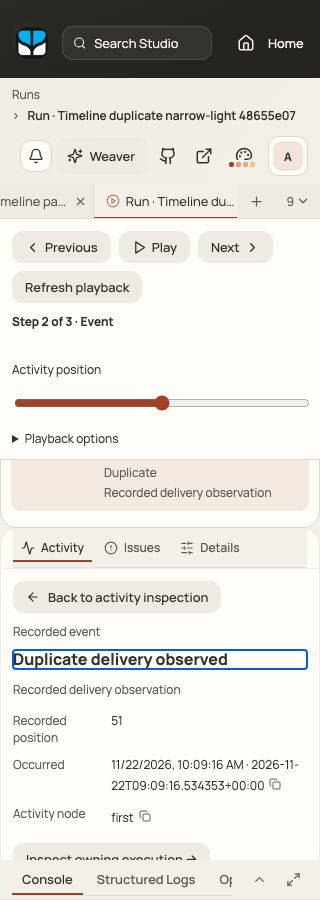 Search Studio
Home
Runs
› Run · Timeline duplicate narrow-light 48655e07
Weaver
A
meline pa...
Run · Timeline du...
9
Previous
Play
Next
Refresh playback
Step 2 of 3 · Event
Activity position
Playback options
Duplicate
Recorded delivery observation
Activity
Issues
Details
Back to activity inspection
Recorded event
Duplicate delivery observed
Recorded delivery observation
Recorded position 51
Occurred 11/22/2026, 10:09:16 AM · 2026-11-
22T09:09:16.534353+00:00
Activity node first
Inspect owning execution →
Console
Structured Logs